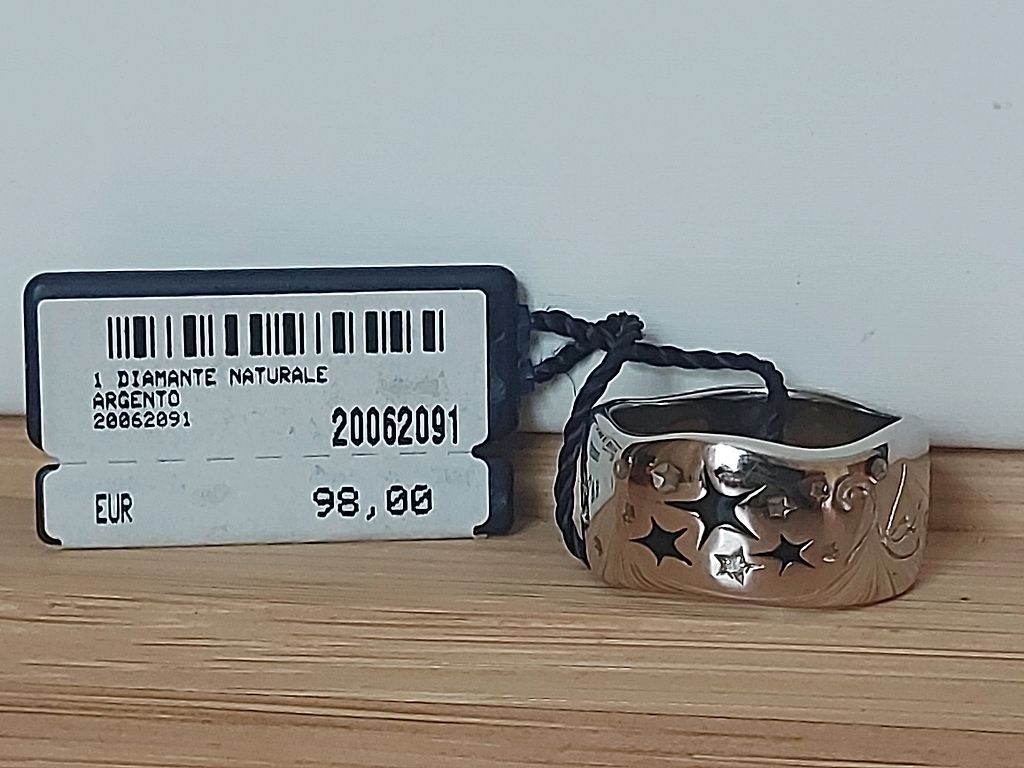 1 DIAMANTE NATURALE
ARGENTO
20062091
20062091
EUR 98,00